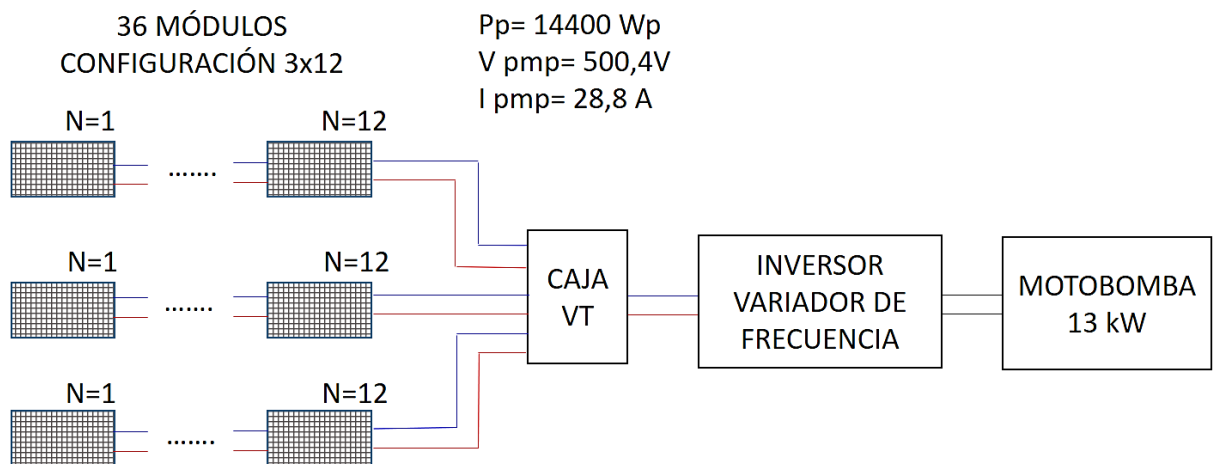 36 MÓDULOS
CONFIGURACIÓN 3x12
Pp= 14400 Wp
V pmp= 500,4V
I pmp= 28,8 A
N=1
N=12
.......
N=1
N=12
.......
N=1
N=12
.......
CAJA
VT
INVERSOR
VARIADOR DE
FRECUENCIA
MOTOBOMBA
13 kW